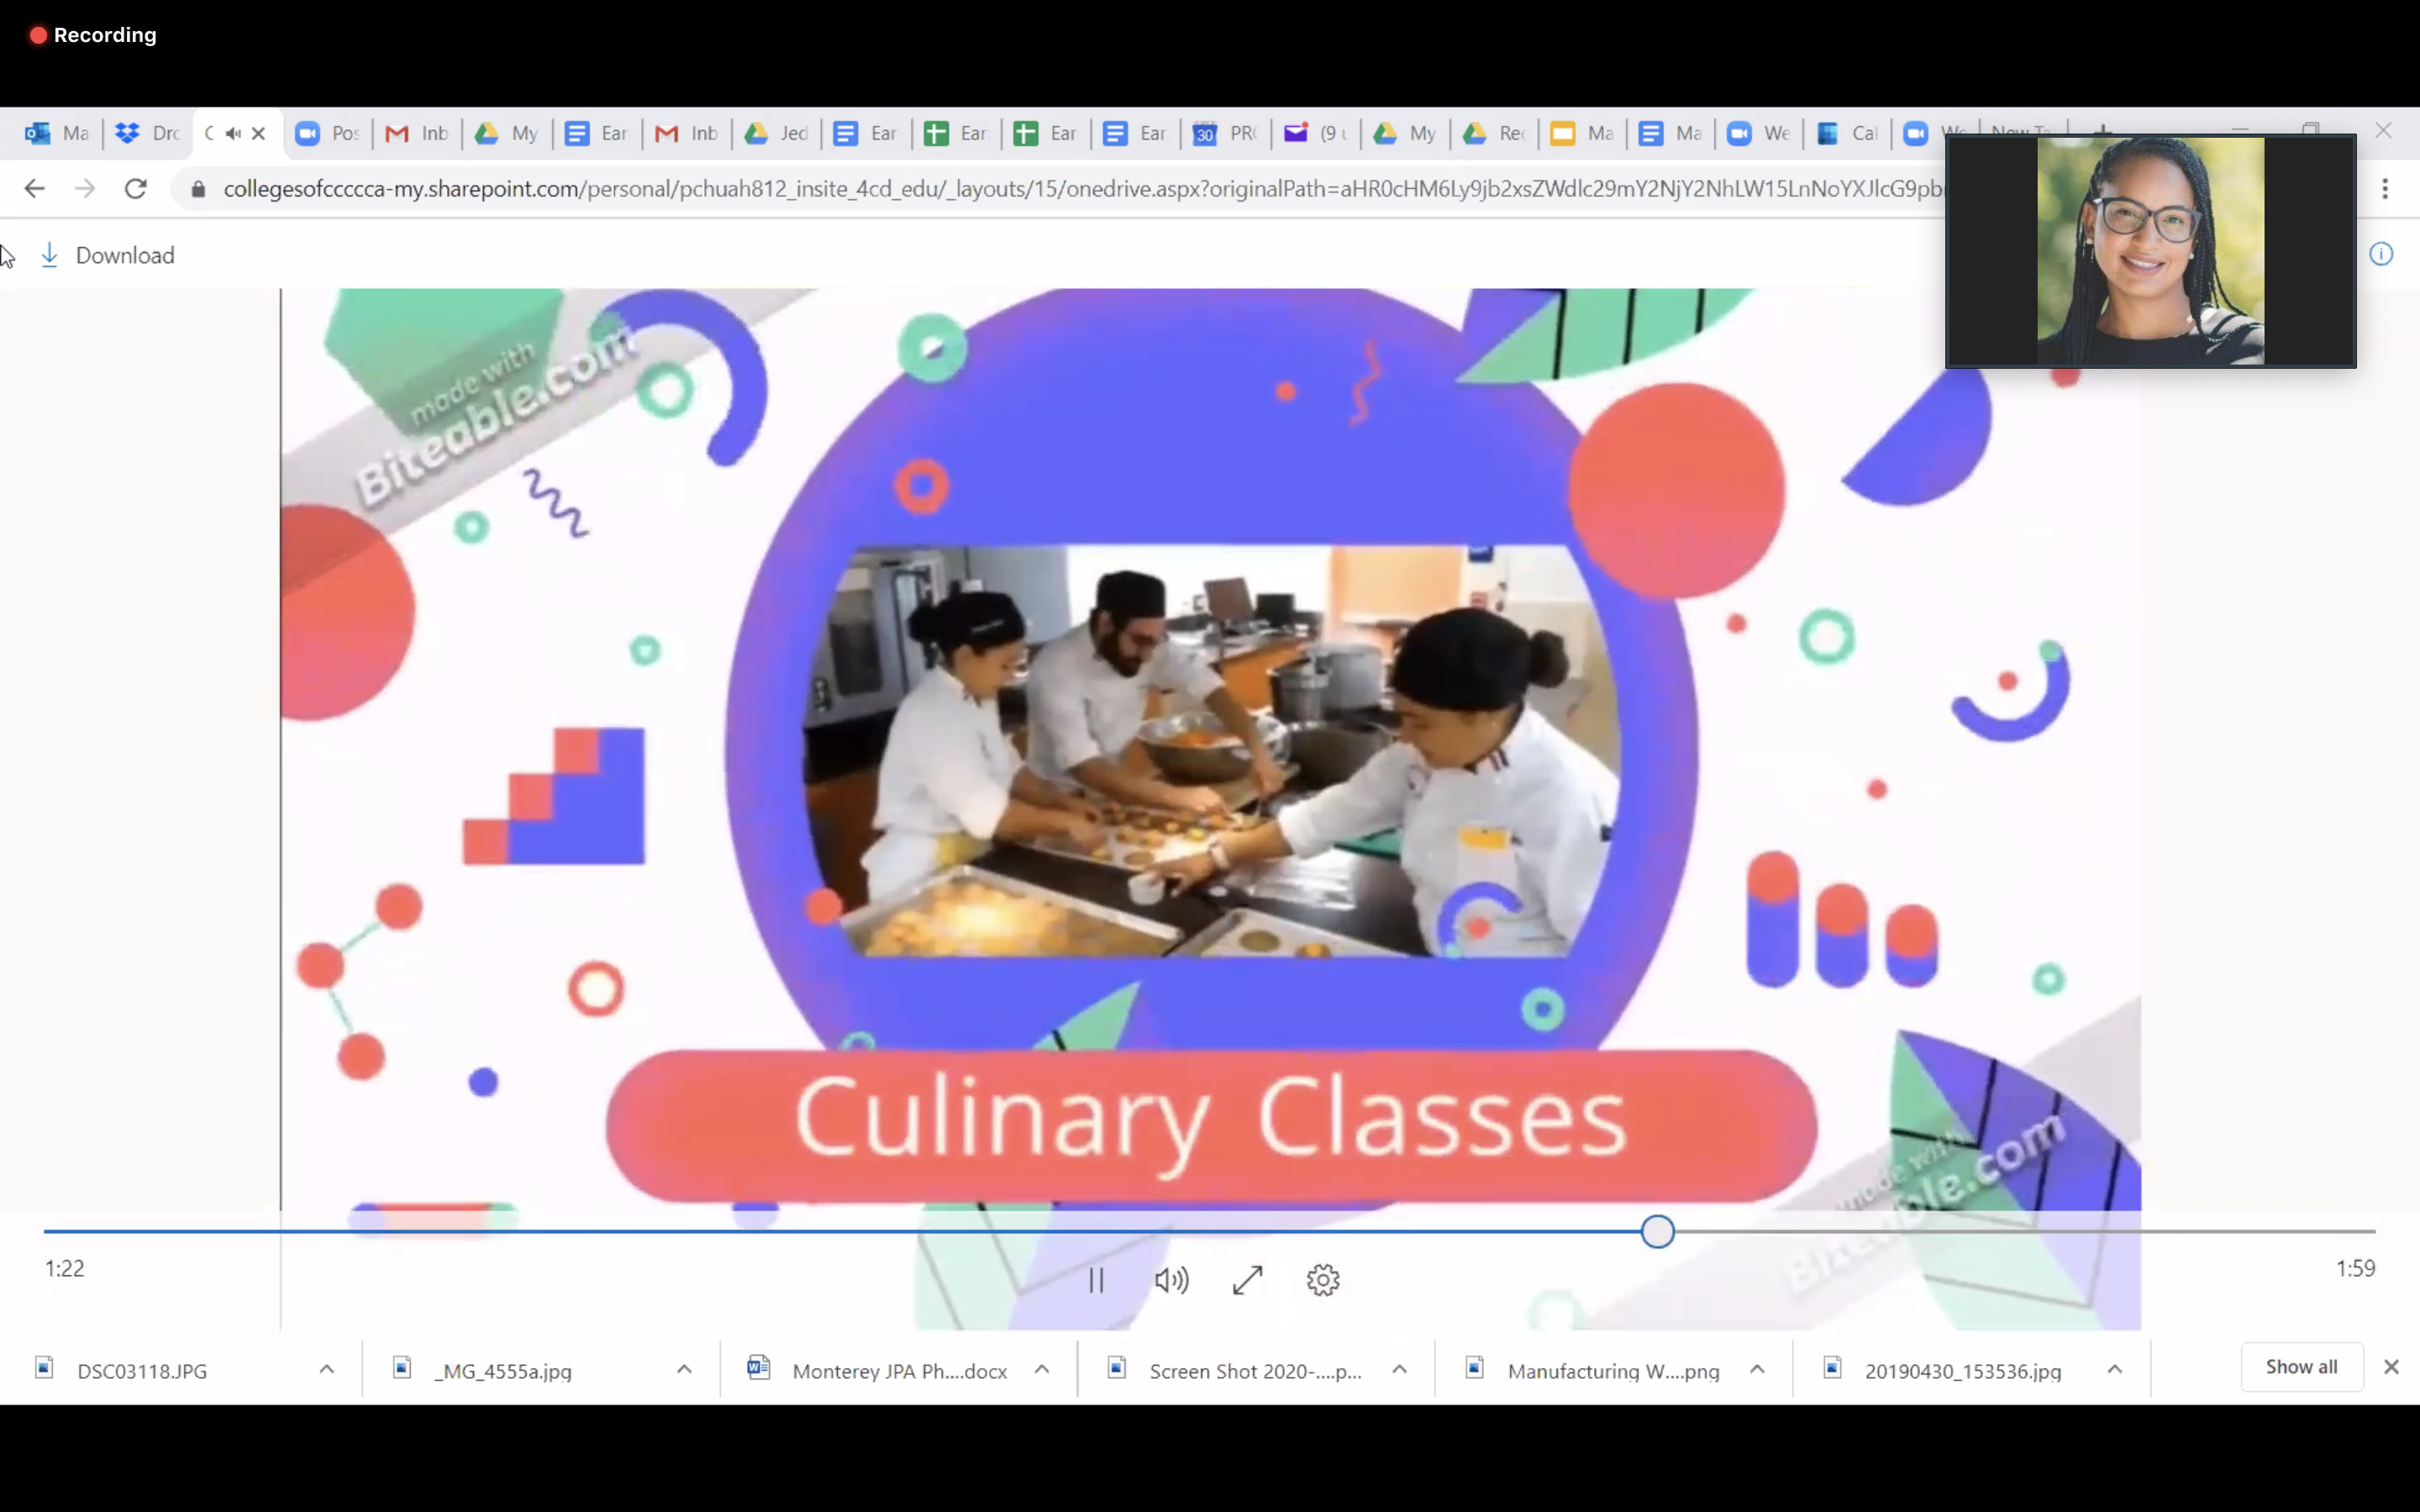 Recording
Ma
Drc
C
Pos
Inb
My
Ear
Inb
Jed
Ear
Ear
Ear
Ear
30
PR
(9
My
Rec
Ma
Ma
We
Cal
We
New Ta
collegesofccccca-my.sharepoint.com/personal/pchuah812_insite_4cd_edu/_layouts/15/onedrive.aspx?originalPath=aHR0cHM6Ly9jb2xsZWdlc29mY2NjY2NhLW15LnNoYXJlcG9pb
Download
made with
Biteable.com
Culinary Classes
made with
Biteable.com
1:22
1:59
DSC03118.JPG
_MG_4555a.jpg
Monterey JPA Ph....docx
Screen Shot 2020-....p...
Manufacturing W....png
20190430_153536.jpg
Show all